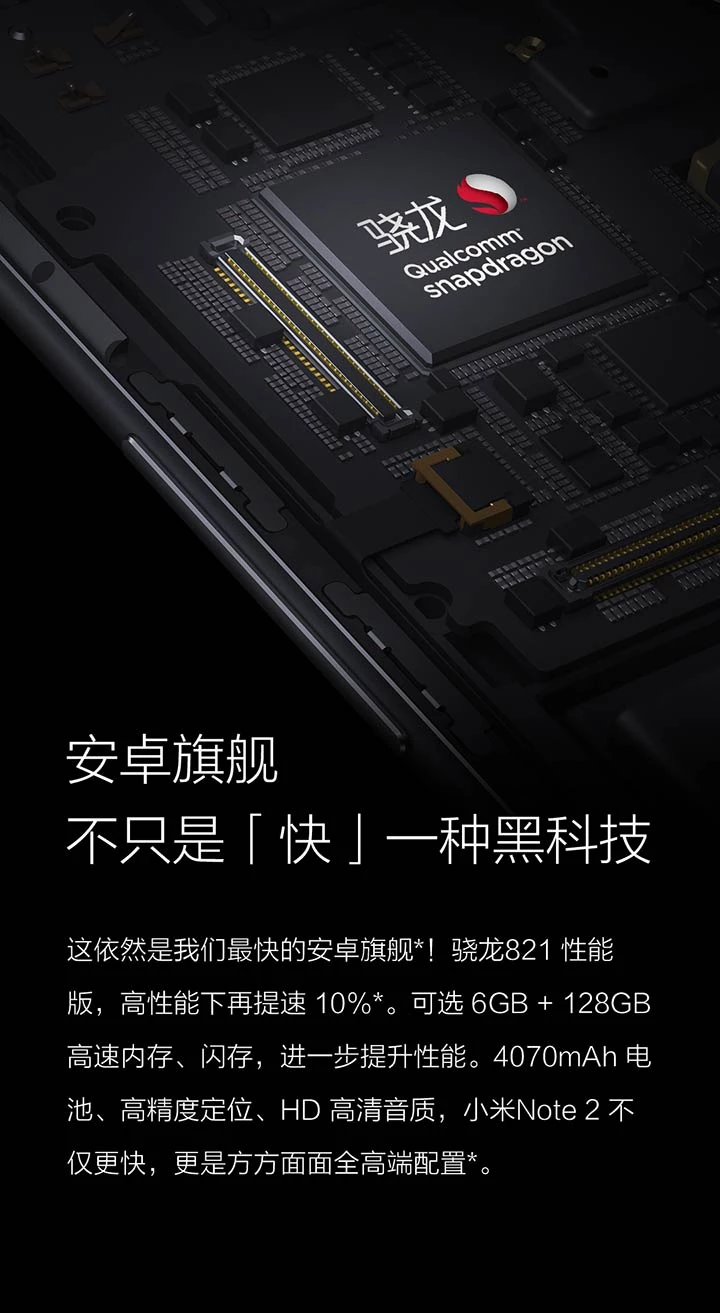 骁龙
Qualcomm
snapdragon
安卓旗舰
不只是「快」一种黑科技
这依然是我们最快的安卓旗舰*！骁龙821 性能
版，高性能下再提速 10%*。可选 6GB + 128GB
高速内存、闪存，进一步提升性能。4070mAh 电
池、高精度定位、HD 高清音质，小米Note 2 不
仅更快，更是方方面面全高端配置*。